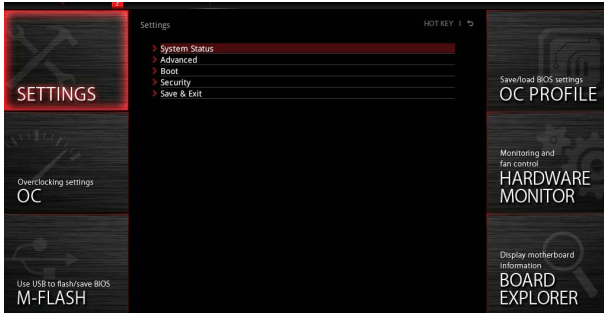 Settings
HOT KEY
System Status
Advanced
Boot
Security
Save & Exit
SETTINGS
Overclocking settings
OC
Use USB to flash/save BIOS
M-FLASH
Save/load BIOS settings
OC PROFILE
Monitoring and
fan control
HARDWARE
MONITOR
Display motherboard
information
BOARD
EXPLORER